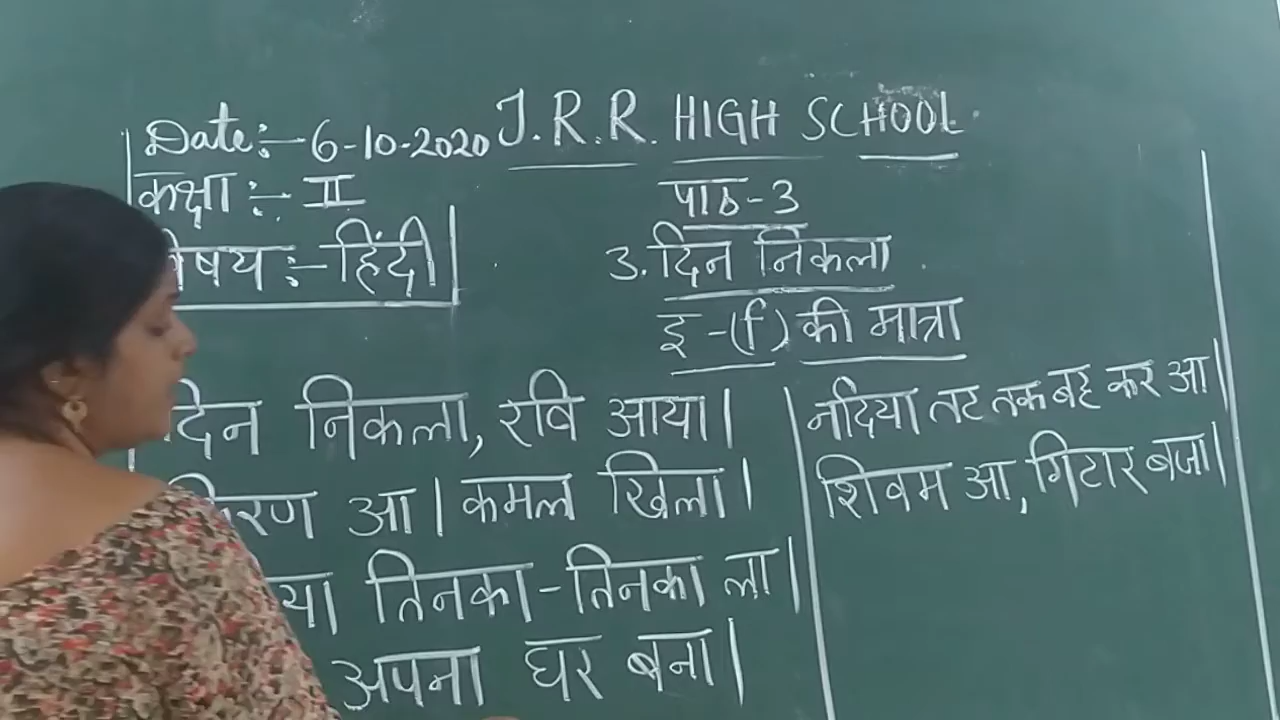 J.R.R. HIGH SCHOOL
Date:-6-10-2020
कक्षा :- II
विषय :- हिंदी
पाठ-3
3. दिन निकला
इ -(ि) की मात्रा
दिन निकला, रवि आया।
किरण आ। कमल खिला।
तिनका-तिनका ला।
अपना घर बना।
नदिया तट तक बह कर आ।
शिवम आ, गिटार बजा।